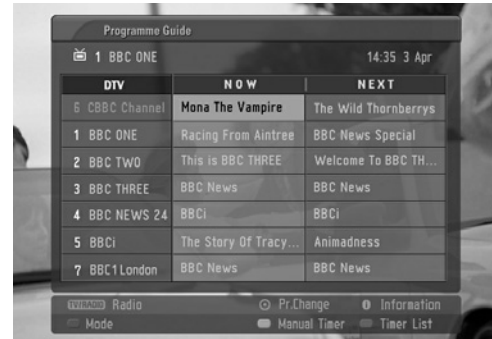 Programme Guide
1 BBC ONE 14:35 3 Apr
DTV NOW NEXT
6 CBBC Channel Mona The Vampire The Wild Thornberrys
1 BBC ONE Racing From Aintree BBC News Special
2 BBC TWO This is BBC THREE Welcome To BBC TH...
3 BBC THREE BBC News BBC News
4 BBC NEWS 24 BBCi BBCi
5 BBCi The Story Of Tracy... Animadness
7 BBC1 London BBC News BBC News
TV/RADIO Radio Pr.Change i Information
Mode Manual Timer Timer List